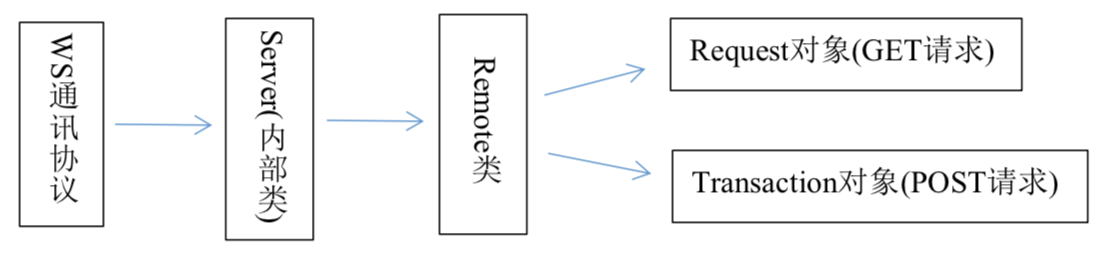 WS通讯协议
Server(内部类)
Remote类
Request对象(GET请求)
Transaction对象(POST请求)